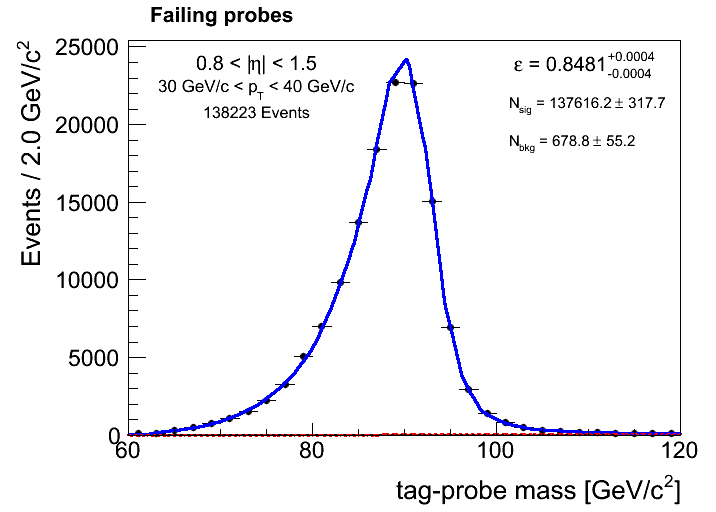 Failing probes
Events / 2.0 GeV/c²
25000
20000
15000
10000
5000
0
0.8 < |η| < 1.5
30 GeV/c < p_T < 40 GeV/c
138223 Events
ε = 0.8481 +0.0004 -0.0004
N_sig = 137616.2 ± 317.7
N_bkg = 678.8 ± 55.2
60 80 100 120
tag-probe mass [GeV/c²]